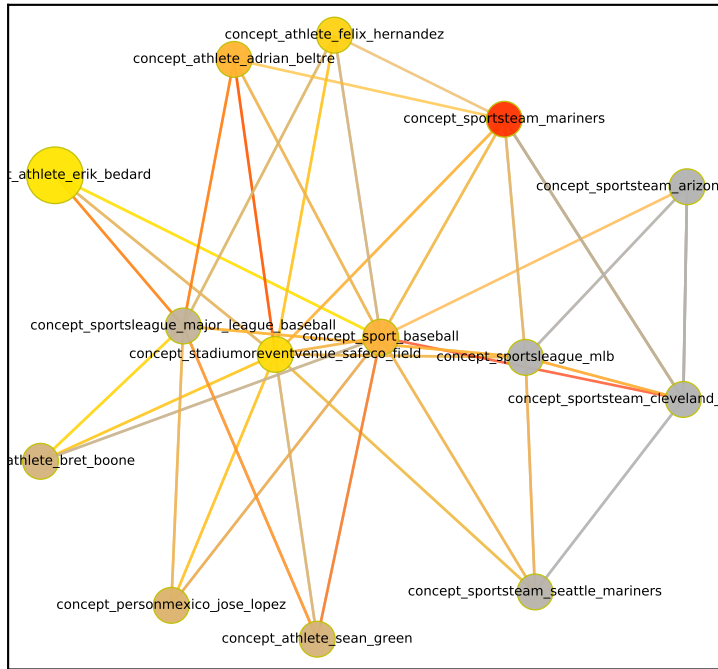 concept_athlete_felix_hernandez
concept_athlete_adrian_beltre
concept_sportsteam_mariners
t_athlete_erik_bedard
concept_sportsteam_arizon
concept_sportsleague_major_league_baseball
concept_sport_baseball
concept_stadiumoreventvenue_safeco_field
concept_sportsleague_mlb
concept_sportsteam_cleveland_
athlete_bret_boone
concept_sportsteam_seattle_mariners
concept_personmexico_jose_lopez
concept_athlete_sean_green